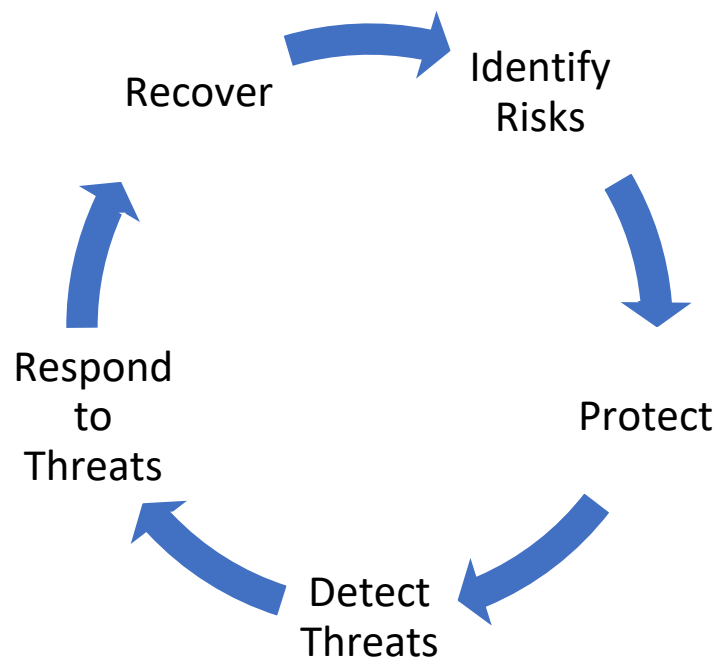 Recover
Identify
Risks
Protect
Detect
Threats
Respond
to
Threats